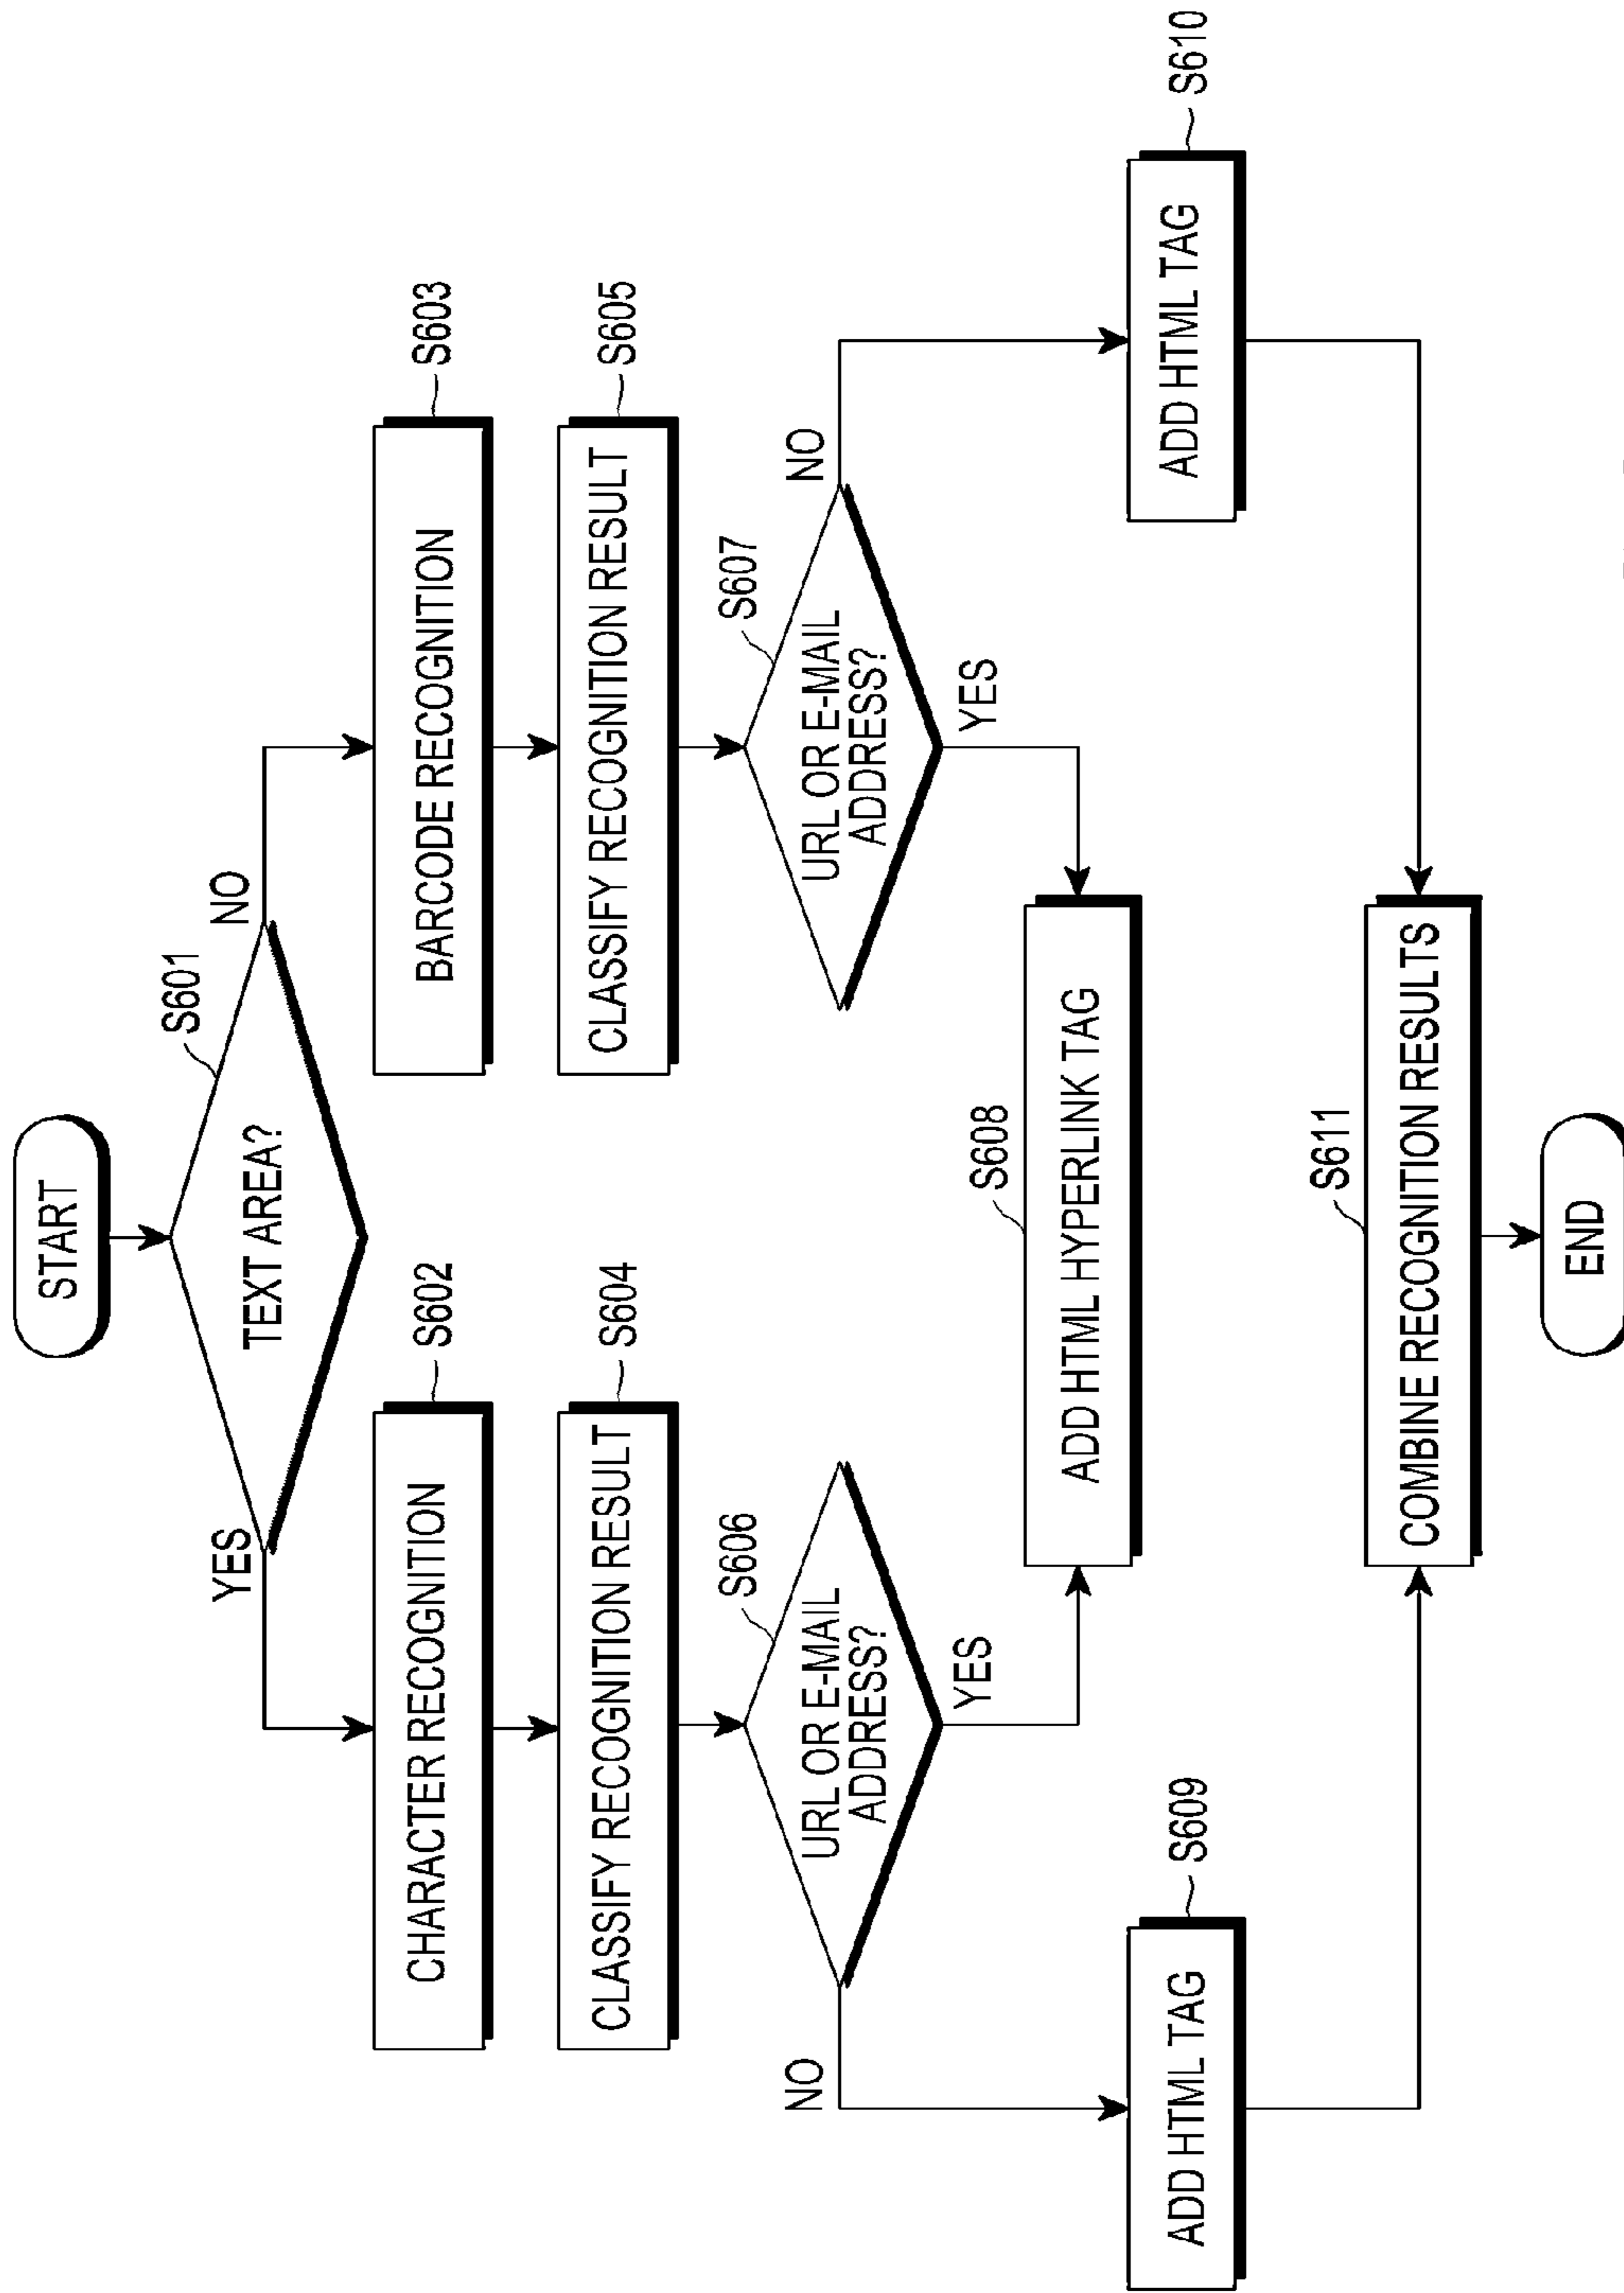 START
S601
TEXT AREA?
YES
NO
S602
CHARACTER RECOGNITION
S603
BARCODE RECOGNITION
S604
CLASSIFY RECOGNITION RESULT
S605
CLASSIFY RECOGNITION RESULT
S606
URL OR E-MAIL
ADDRESS?
S607
URL OR E-MAIL
ADDRESS?
NO
YES
YES
NO
S608
ADD HTML HYPERLINK TAG
S609
ADD HTML TAG
S610
ADD HTML TAG
S611
COMBINE RECOGNITION RESULTS
END